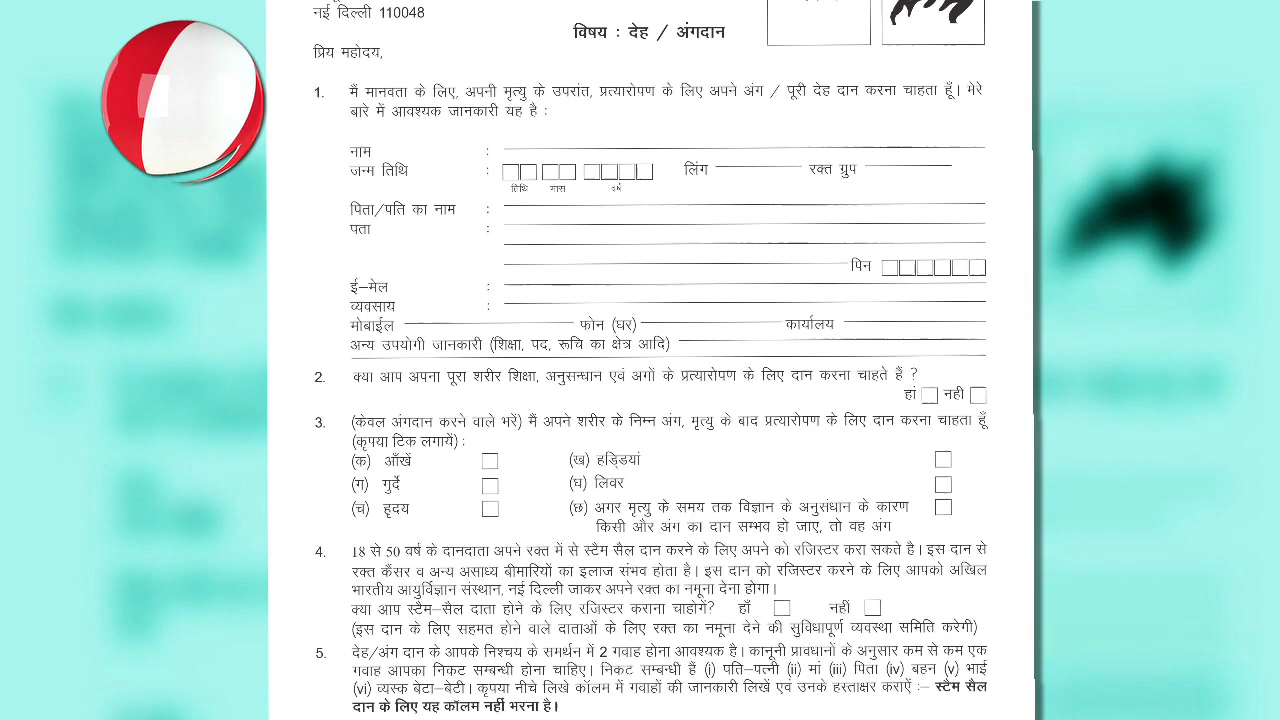 नई दिल्ली 110048
विषय : देह / अंगदान
प्रिय महोदय,
1. मैं मानवता के लिए, अपनी मृत्यु के उपरांत, प्रत्यारोपण के लिए अपने अंग / पूरी देह दान करना चाहता हूँ। मेरे
बारे में आवश्यक जानकारी यह है :
नाम :
जन्म तिथि : लिंग रक्त ग्रुप
तिथि मास वर्ष
पिता/पति का नाम :
पता :
पिन
ई–मेल :
व्यवसाय :
मोबाईल फोन (घर) कार्यालय
अन्य उपयोगी जानकारी (शिक्षा, पद, रूचि का क्षेत्र आदि)
2. क्या आप अपना पूरा शरीर शिक्षा, अनुसन्धान एवं अगों के प्रत्यारोपण के लिए दान करना चाहते हैं ?
हां नही
3. (केवल अंगदान करने वाले भरें) मैं अपने शरीर के निम्न अंग, मृत्यु के बाद प्रत्यारोपण के लिए दान करना चाहता हूँ
(कृपया टिक लगायें) :
(क) आँखें (ख) हड्डियां
(ग) गुर्दे (घ) लिवर
(च) हृदय (छ) अगर मृत्यु के समय तक विज्ञान के अनुसंधान के कारण
किसी और अंग का दान सम्भव हो जाए, तो वह अंग
4. 18 से 50 वर्ष के दानदाता अपने रक्त में से स्टैम सैल दान करने के लिए अपने को रजिस्टर करा सकते है। इस दान से
रक्त कैंसर व अन्य असाध्य बीमारियों का इलाज संभव होता है। इस दान को रजिस्टर करने के लिए आपको अखिल
भारतीय आयुर्विज्ञान संस्थान, नई दिल्ली जाकर अपने रक्त का नमूना देना होगा।
क्या आप स्टैम–सैल दाता होने के लिए रजिस्टर कराना चाहोगें? हाँ नहीं
(इस दान के लिए सहमत होने वाले दाताओं के लिए रक्त का नमूना देने की सुविधापूर्ण व्यवस्था समिति करेगी)
5. देह/अंग दान के आपके निश्चय के समर्थन में 2 गवाह होना आवश्यक है। कानूनी प्रावधानों के अनुसार कम से कम एक
गवाह आपका निकट सम्बन्धी होना चाहिए। निकट सम्बन्धी हैं (i) पति–पत्नी (ii) मां (iii) पिता (iv) बहन (v) भाई
(vi) व्यस्क बेटा–बेटी। कृपया नीचे लिखे कॉलम में गवाहों की जानकारी लिखें एवं उनके हस्ताक्षर कराऐं :– स्टैम सैल
दान के लिए यह कॉलम नहीं भरना है।